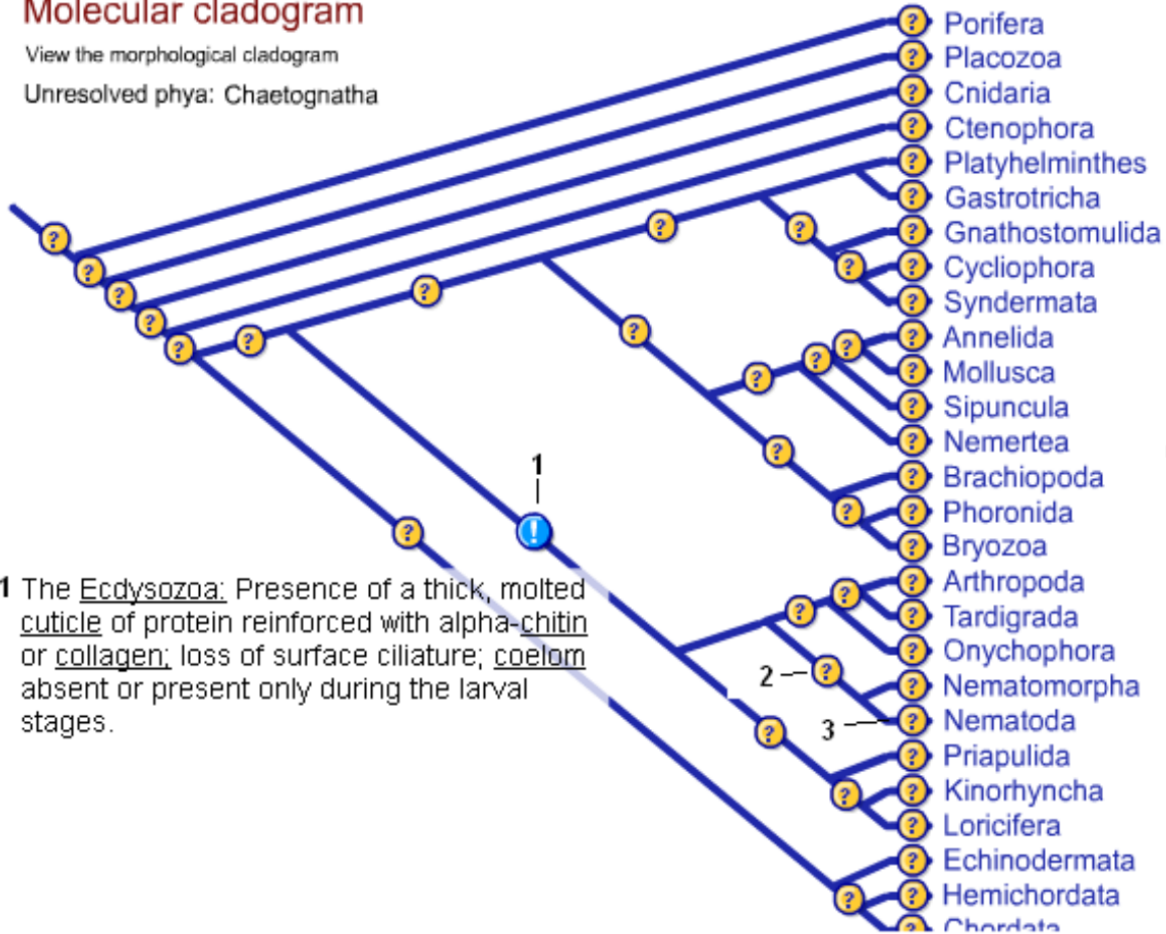 Molecular cladogram
View the morphological cladogram
Unresolved phya: Chaetognatha
Porifera
Placozoa
Cnidaria
Ctenophora
Platyhelminthes
Gastrotricha
Gnathostomulida
Cycliophora
Syndermata
Annelida
Mollusca
Sipuncula
Nemertea
Brachiopoda
Phoronida
Bryozoa
Arthropoda
Tardigrada
Onychophora
Nematomorpha
Nematoda
Priapulida
Kinorhyncha
Loricifera
Echinodermata
Hemichordata
Chordata
1
!
2
3
1 The Ecdysozoa: Presence of a thick, molted
cuticle of protein reinforced with alpha-chitin
or collagen; loss of surface ciliature; coelom
absent or present only during the larval
stages.